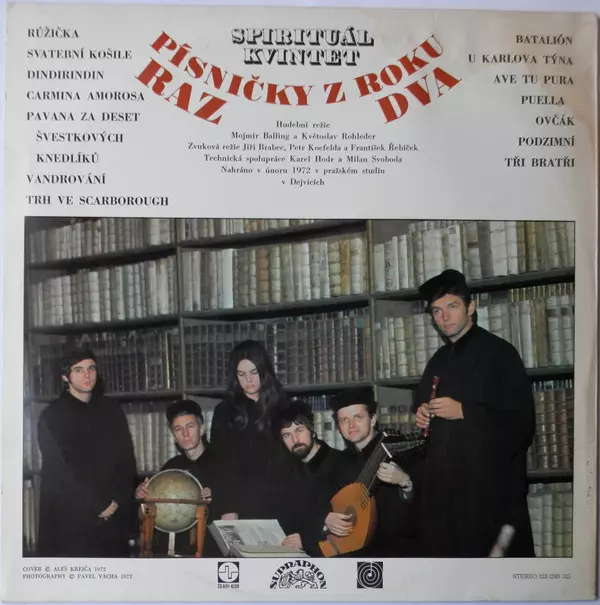 SPIRITUÁL
KVINTET
PÍSNIČKY Z ROKU
RAZ DVA
RŮŽIČKA
SVATEBNÍ KOŠILE
DINDIRINDIN
CARMINA AMOROSA
PAVANA ZA DESET
ŠVESTKOVÝCH
KNEDLÍKŮ
VANDROVÁNÍ
TRH VE SCARBOROUGH
Hudební režie
Mojmír Balling a Květoslav Rohleder
Zvuková režie Jiří Brabec, Petr Kocfelda a František Řebíček
Technická spolupráce Karel Hodr a Milan Svoboda
Nahráno v únoru 1972 v pražském studiu
v Dejvicích
BATALIÓN
U KARLOVA TÝNA
AVE TU PURA
PUELLA
OVČÁK
PODZIMNÍ
TŘI BRATŘI
COVER © ALEŠ KREJČA 1972
PHOTOGRAPHY © PAVEL VÁCHA 1972
SUPRAPHON
STEREO